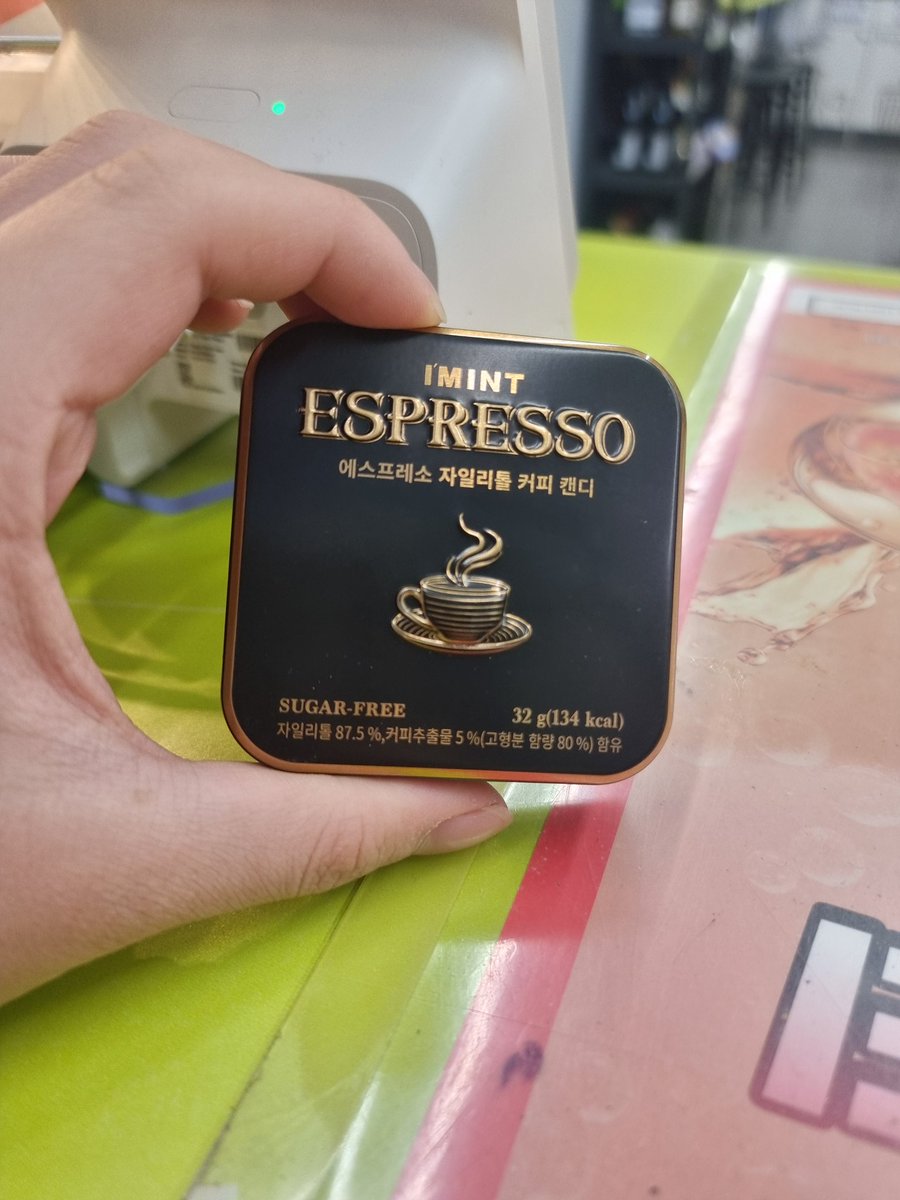 I'MINT
ESPRESSO
에스프레소 자일리톨 커피 캔디
SUGAR-FREE
32 g(134 kcal)
자일리톨 87.5 %,커피추출물 5 %(고형분 함량 80 %) 함유